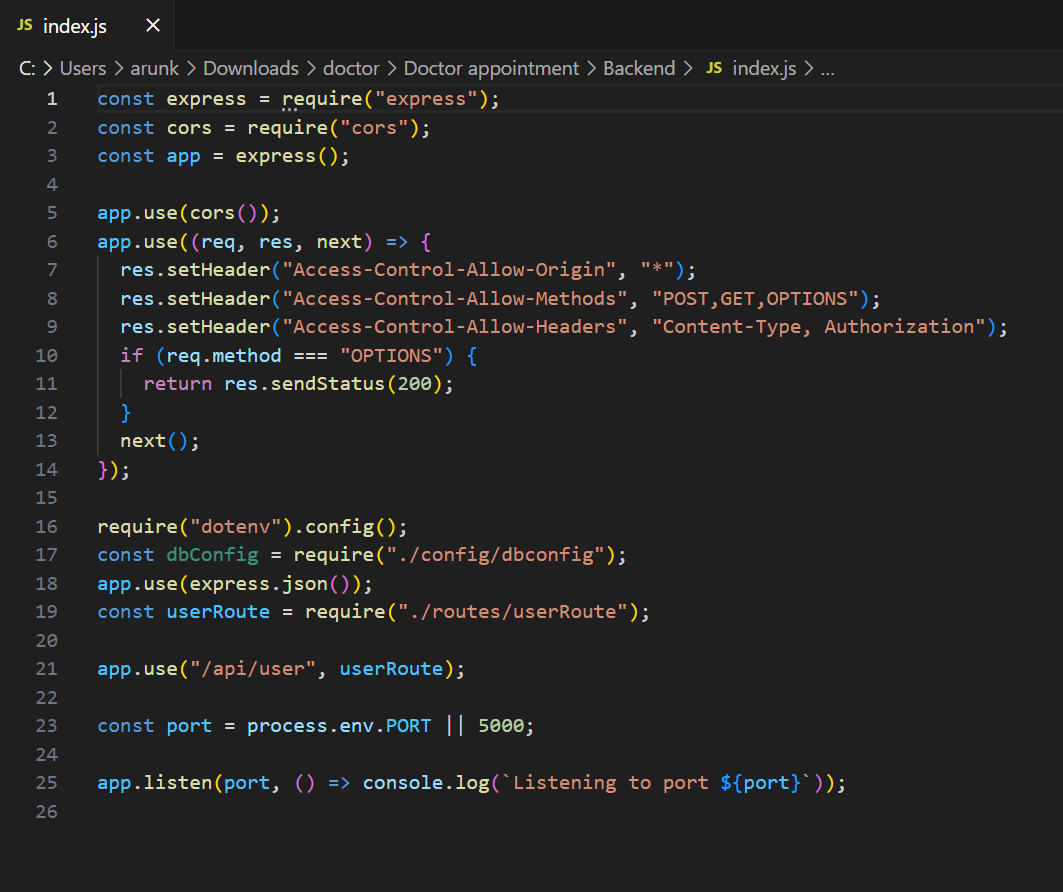 JS index.js ×
C: > Users > arunk > Downloads > doctor > Doctor appointment > Backend > JS index.js > ...
1 const express = require("express");
2 const cors = require("cors");
3 const app = express();
4
5 app.use(cors());
6 app.use((req, res, next) => {
7   res.setHeader("Access-Control-Allow-Origin", "*");
8   res.setHeader("Access-Control-Allow-Methods", "POST,GET,OPTIONS");
9   res.setHeader("Access-Control-Allow-Headers", "Content-Type, Authorization");
10   if (req.method === "OPTIONS") {
11     return res.sendStatus(200);
12   }
13   next();
14 });
15
16 require("dotenv").config();
17 const dbConfig = require("./config/dbconfig");
18 app.use(express.json());
19 const userRoute = require("./routes/userRoute");
20
21 app.use("/api/user", userRoute);
22
23 const port = process.env.PORT || 5000;
24
25 app.listen(port, () => console.log(`Listening to port ${port}`));
26